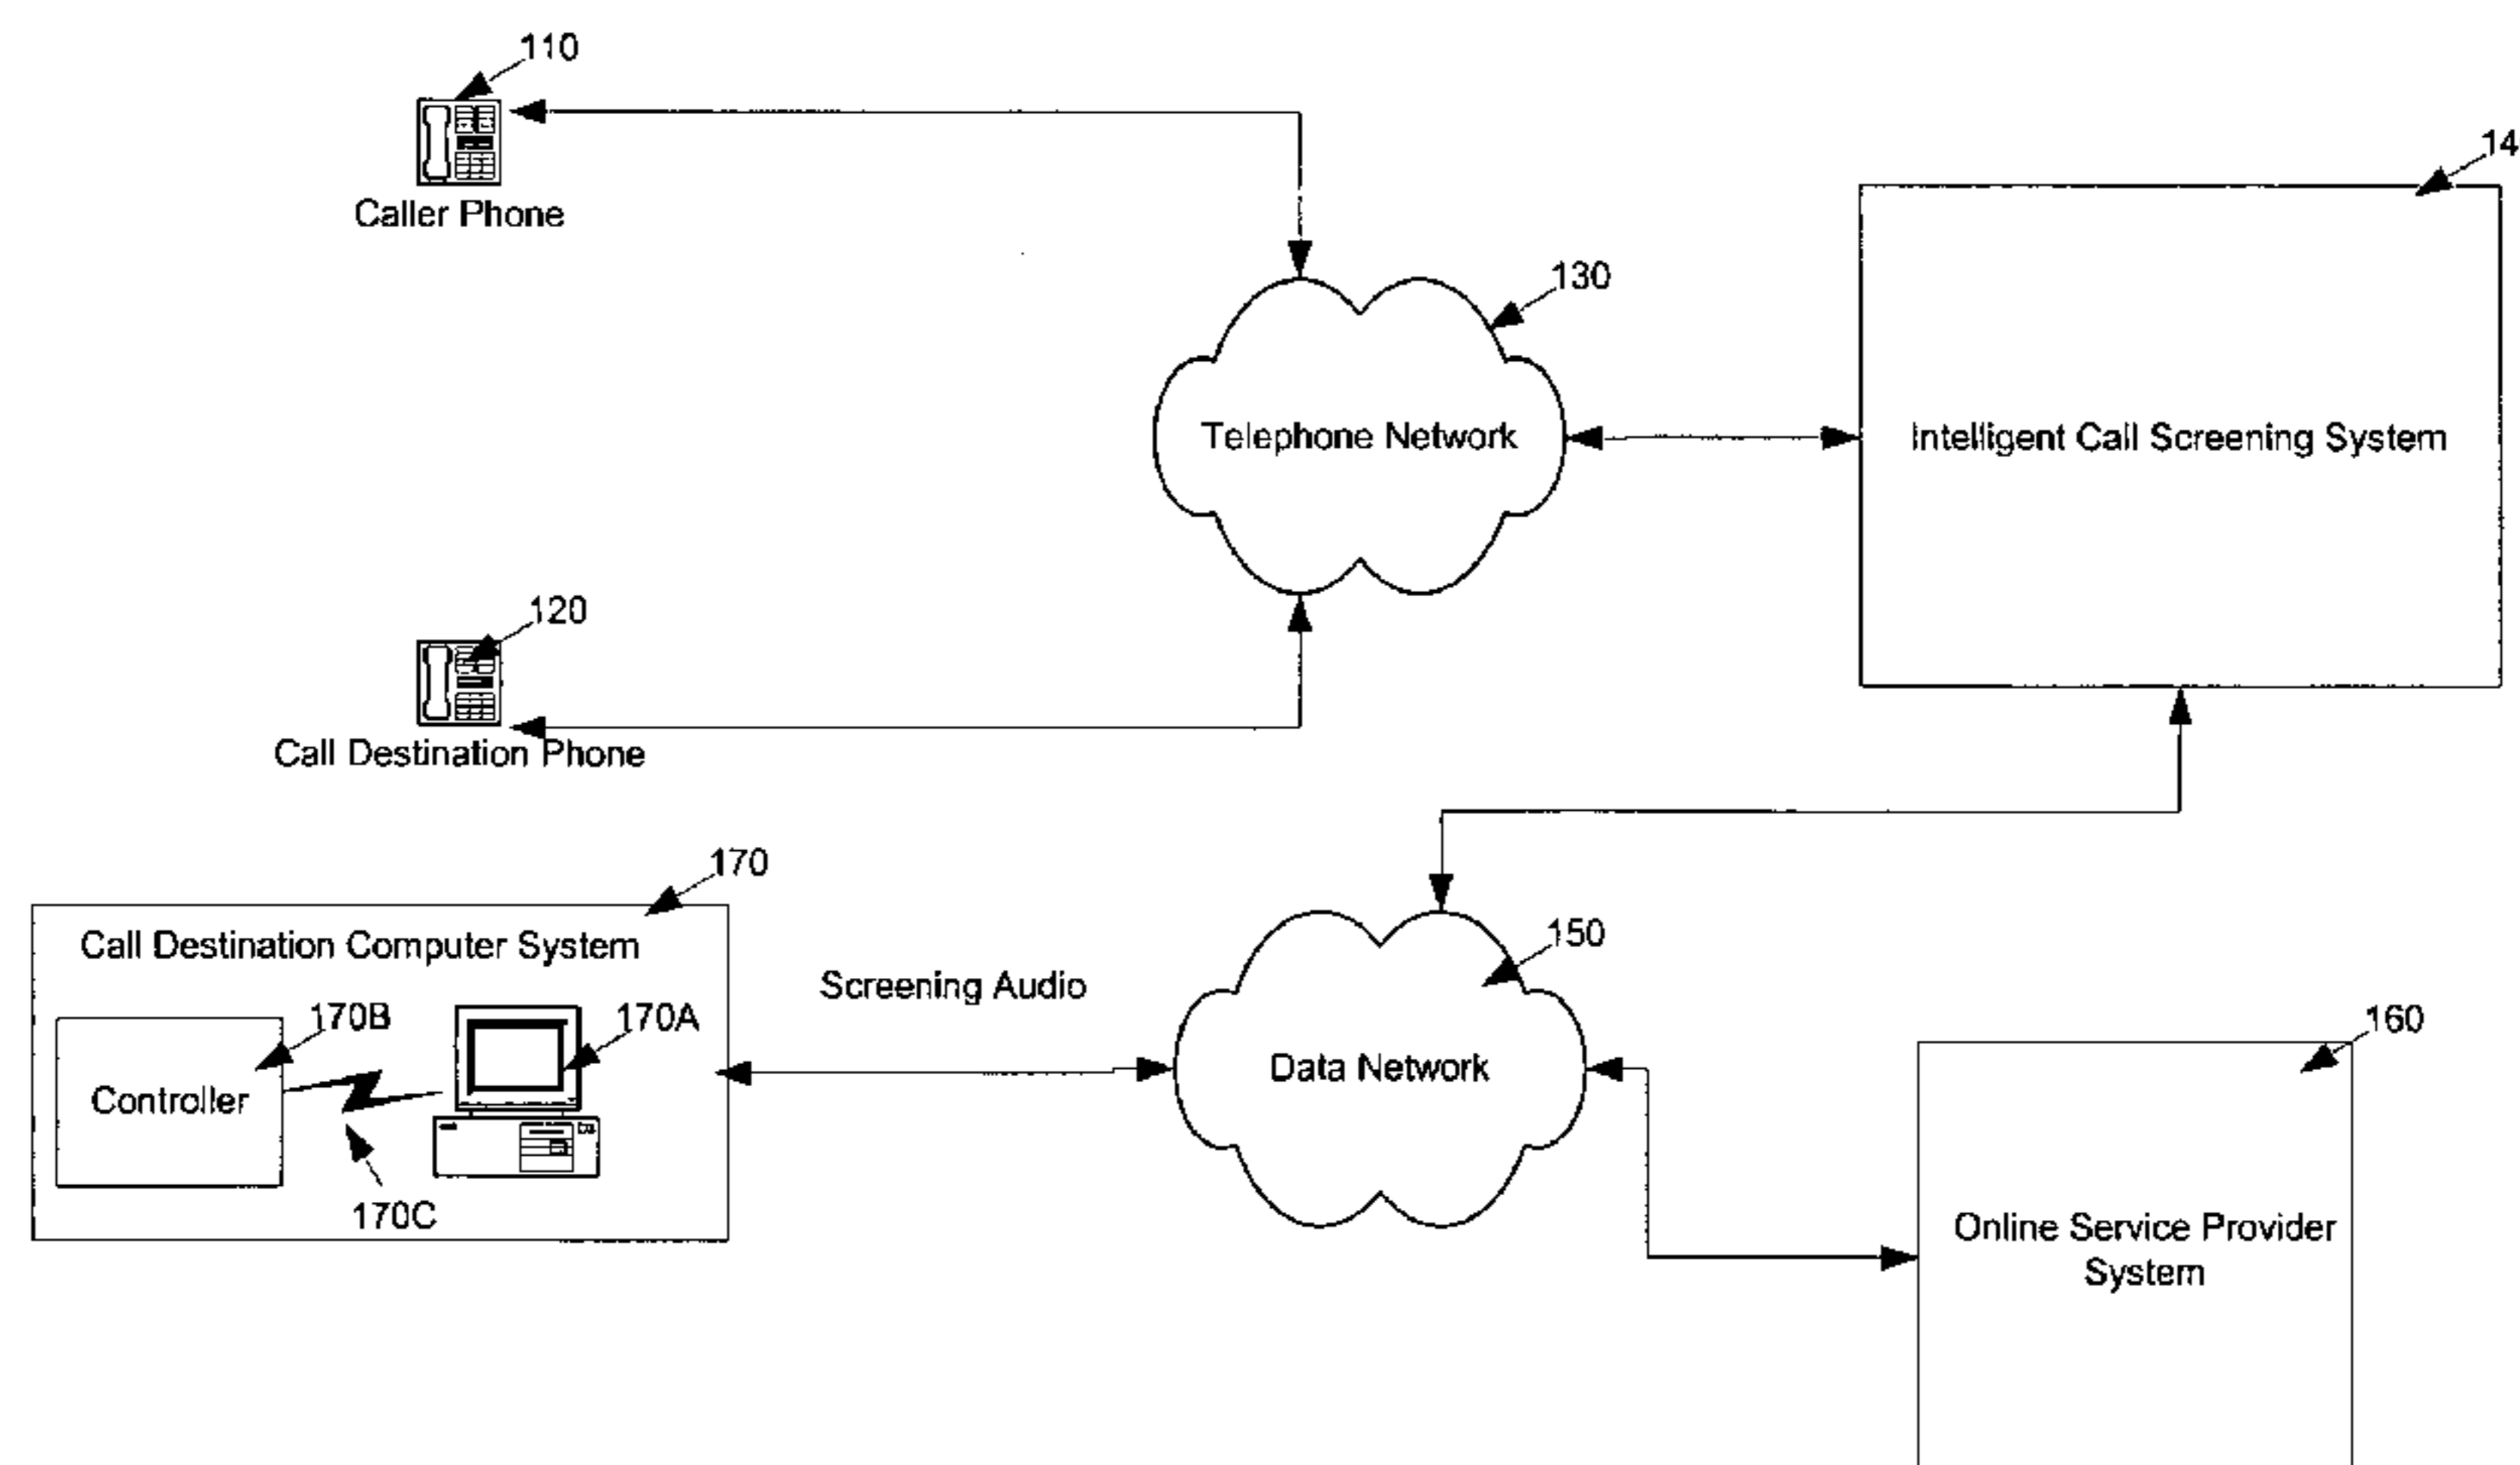 110
Caller Phone
14
130
Telephone Network
Intelligent Call Screening System
120
Call Destination Phone
170
Call Destination Computer System
150
Screening Audio
170B
170A
160
Data Network
Controller
170C
Online Service Provider
System